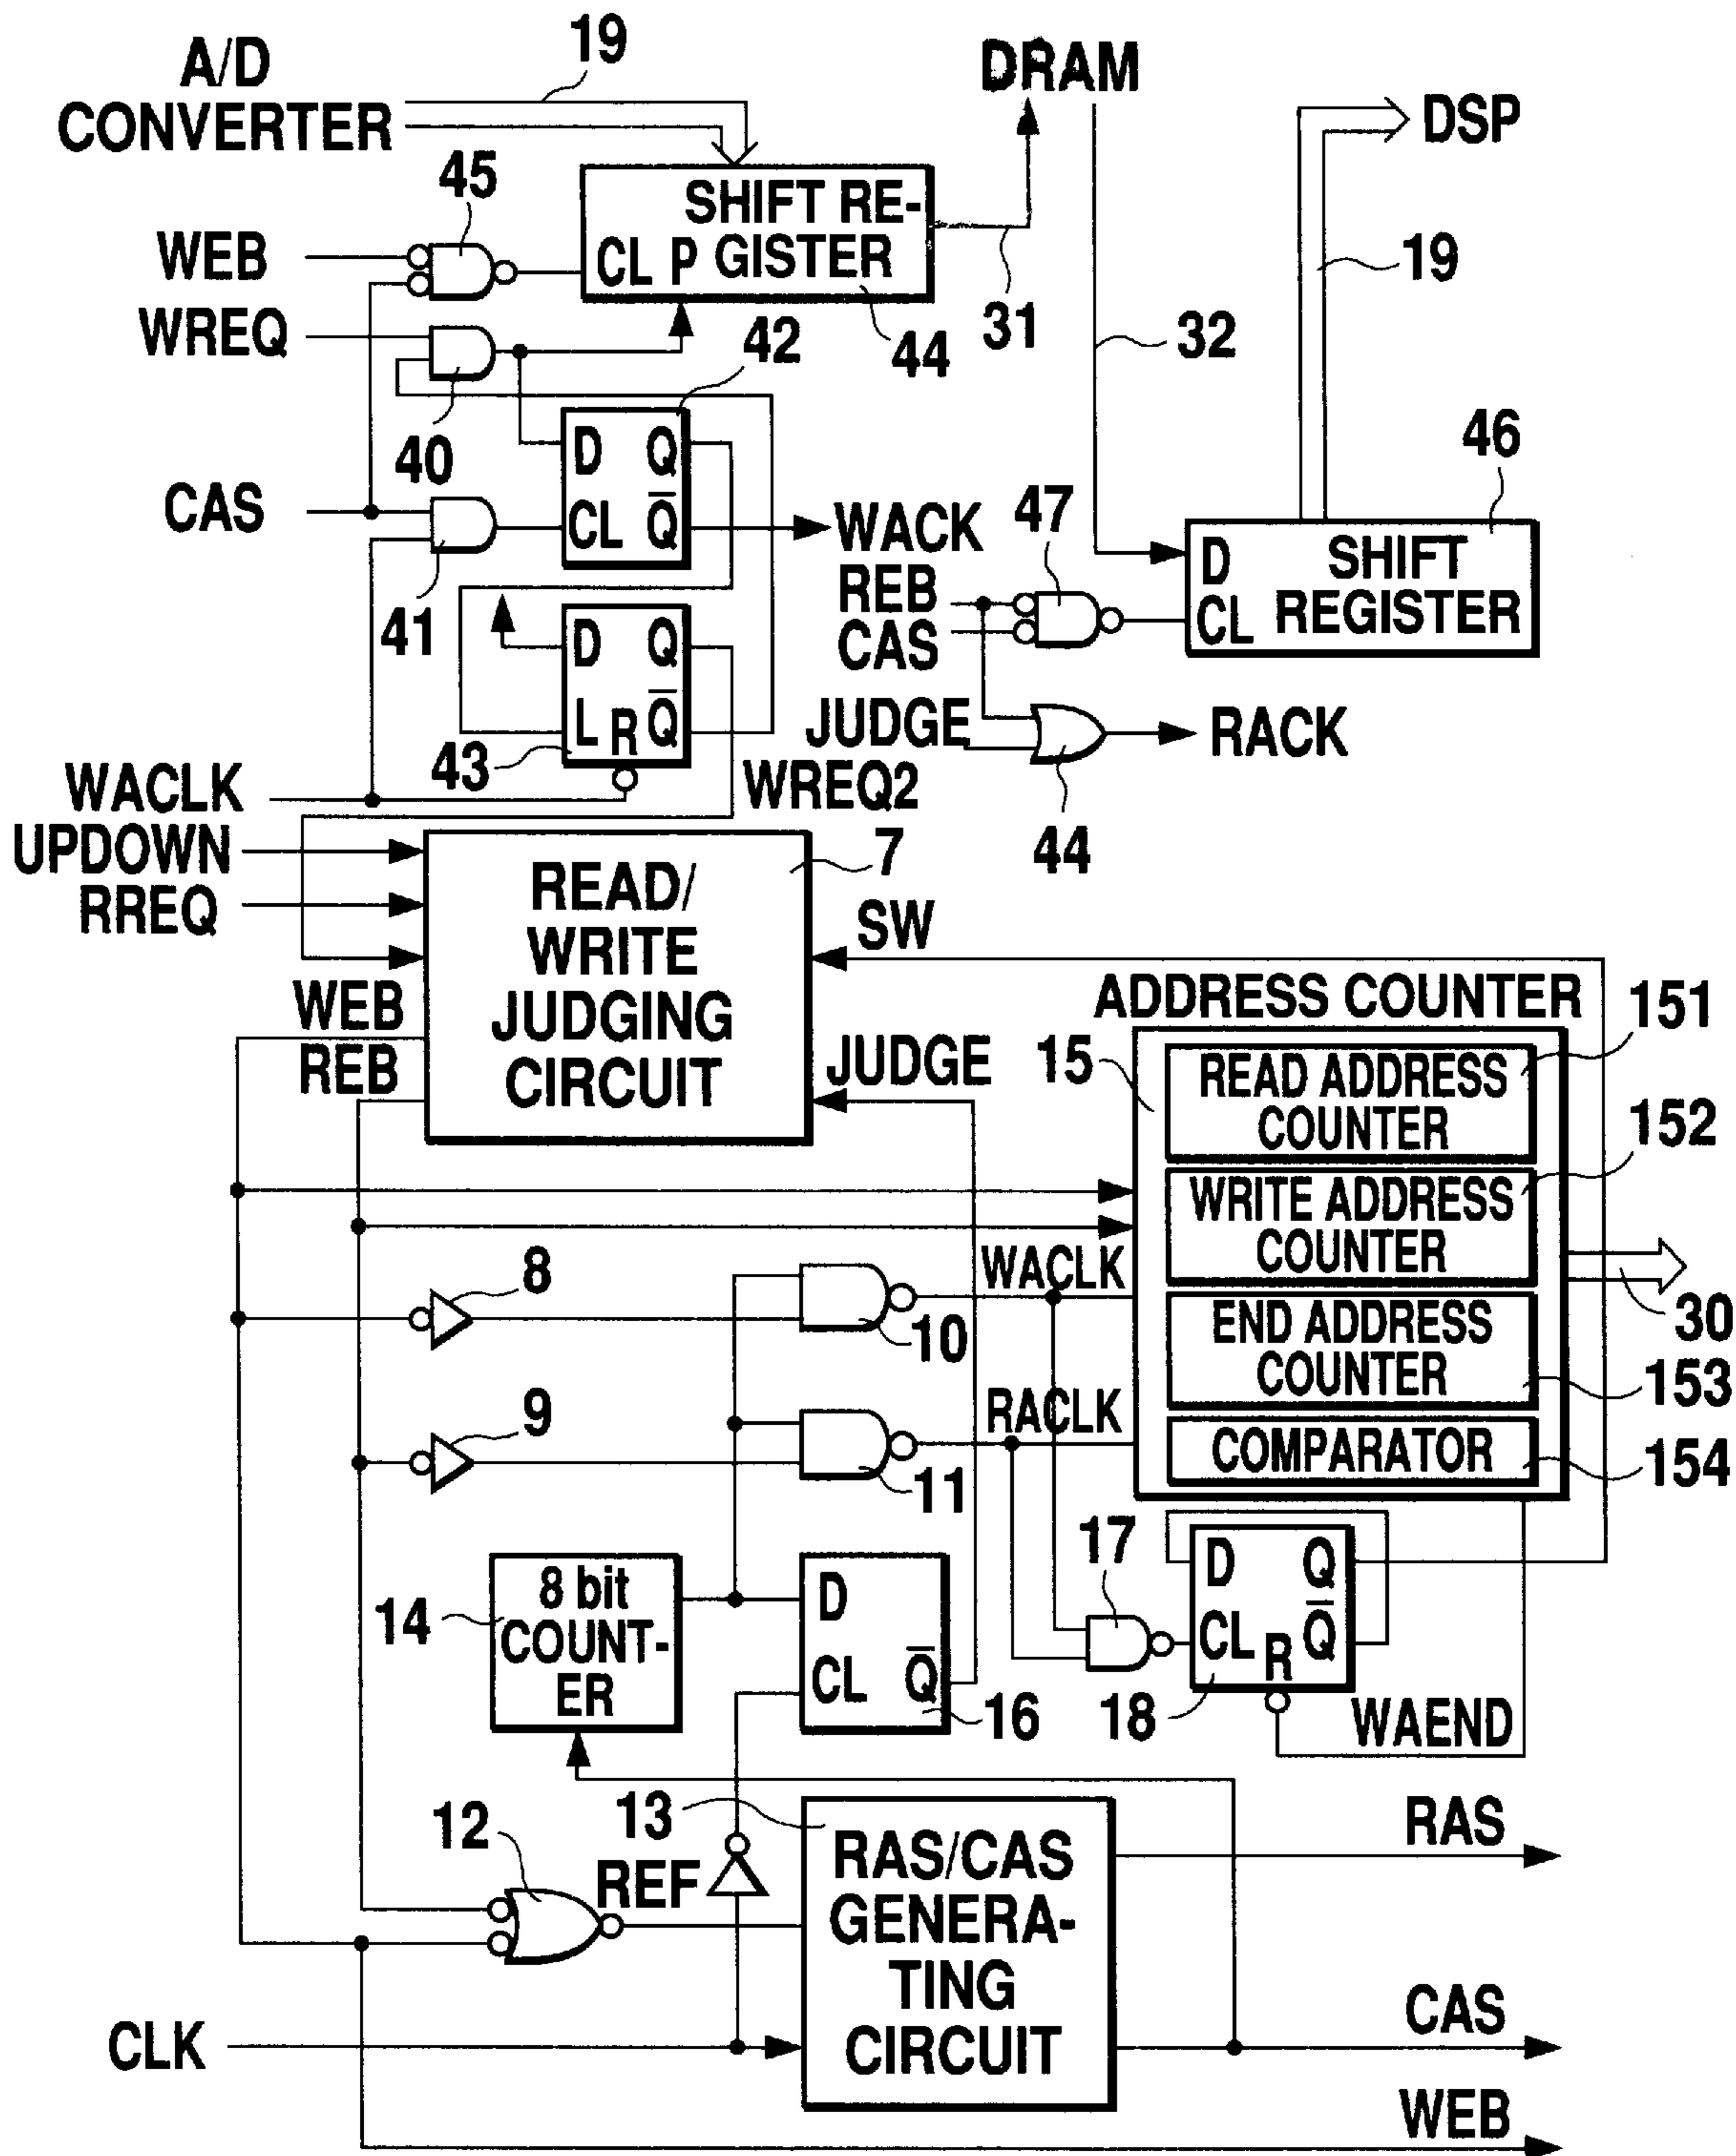 A/D
CONVERTER
19
DRAM
DSP
45
SHIFT RE-
CL P GISTER
WEB
19
WREQ
31
32
44
42
40
D Q
46
CAS
CL Q̅
WACK
47
D SHIFT
41
REB
CL REGISTER
D Q
CAS
JUDGE
RACK
L R Q̅
43
WREQ2
44
WACLK
UPDOWN
RREQ
7
READ/
WRITE
JUDGING
CIRCUIT
SW
WEB
REB
JUDGE
ADDRESS COUNTER
151
15
READ ADDRESS
COUNTER
152
WRITE ADDRESS
COUNTER
8
WACLK
10
30
END ADDRESS
COUNTER
153
9
RACLK
11
COMPARATOR
154
17
D Q
CL R Q̅
18
WAEND
14
8 bit
COUNT-
ER
D
CL Q̅
16
12
13
REF
RAS/CAS
GENERA-
TING
CIRCUIT
RAS
CLK
CAS
WEB